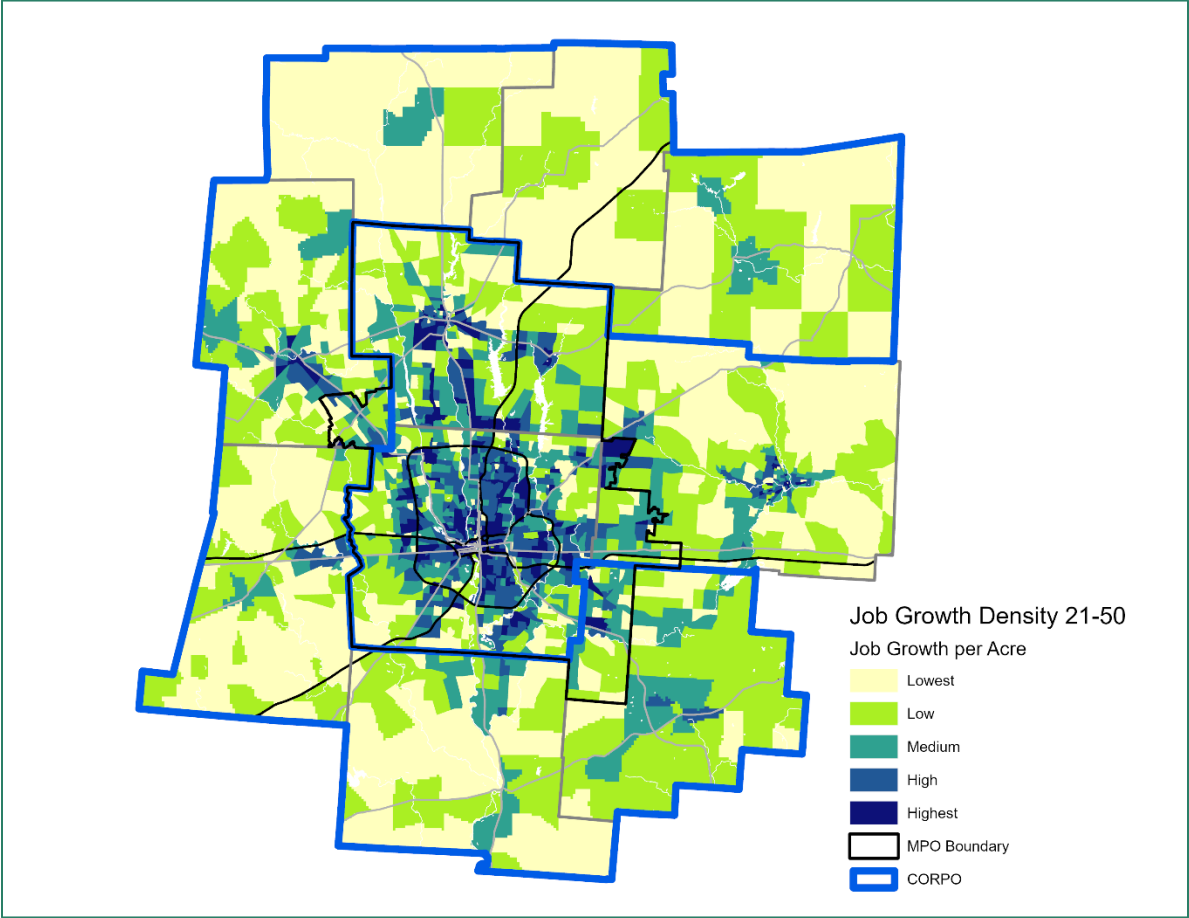 Job Growth Density 21-50
Job Growth per Acre
Lowest
Low
Medium
High
Highest
MPO Boundary
CORPO